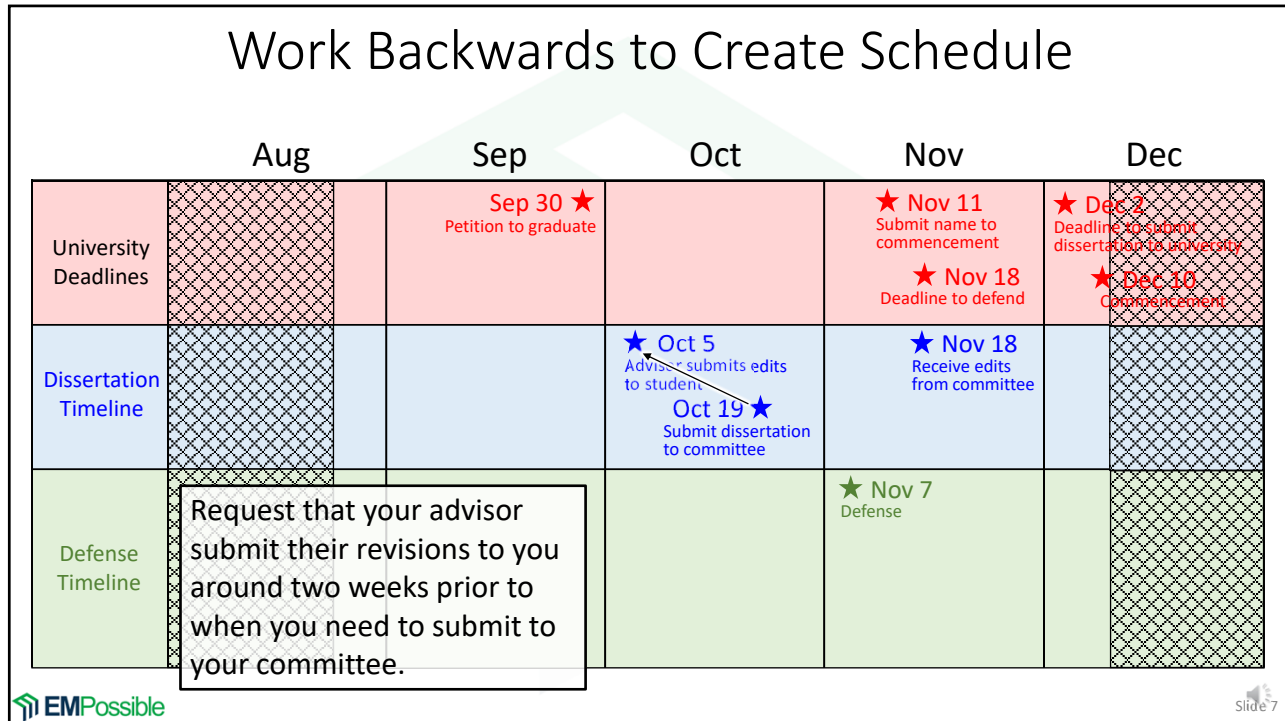 Work Backwards to Create Schedule
Aug
Sep
Oct
Nov
Dec
University
Deadlines
Sep 30
Petition to graduate
Nov 11
Submit name to
commencement
Nov 18
Deadline to defend
Dec 2
Deadline to submit
dissertation to university
Dec 10
Commencement
Dissertation
Timeline
Oct 5
Advisor submits edits
to student
Oct 19
Submit dissertation
to committee
Nov 18
Receive edits
from committee
Defense
Timeline
Nov 7
Defense
Request that your advisor
submit their revisions to you
around two weeks prior to
when you need to submit to
your committee.
EMPossible
Slide 7